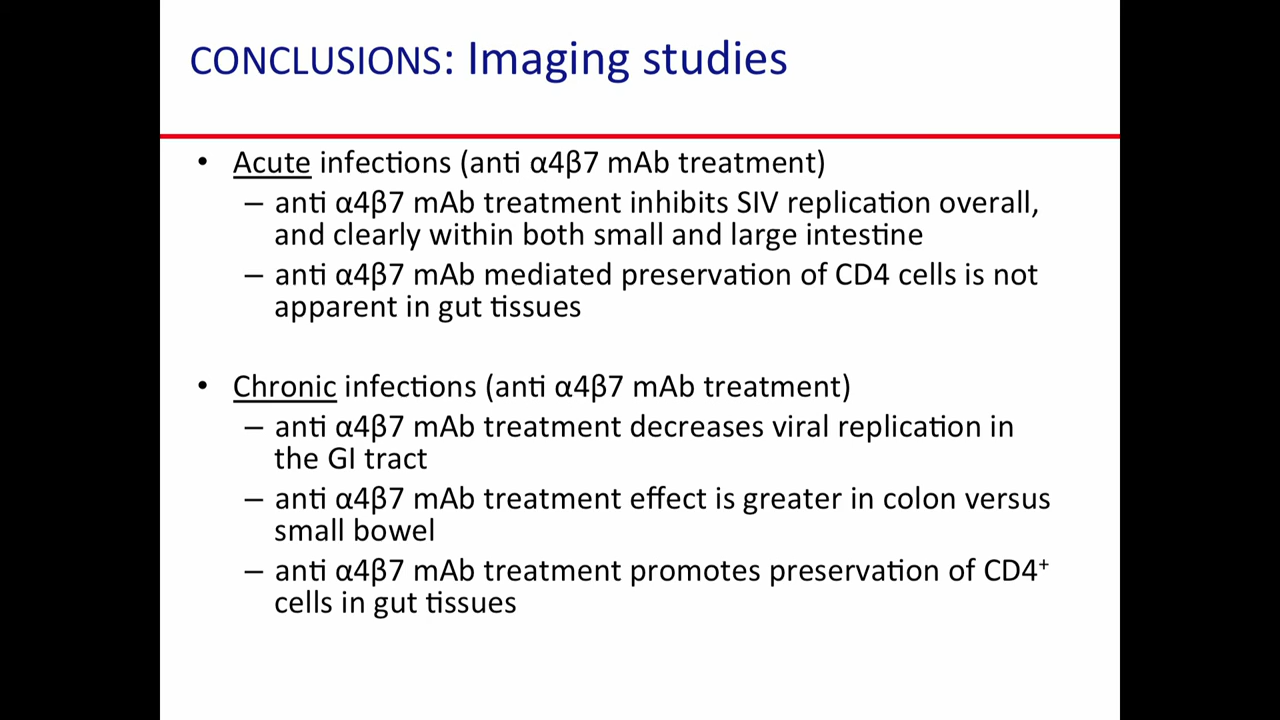 CONCLUSIONS: Imaging studies
• Acute infections (anti α4β7 mAb treatment)
– anti α4β7 mAb treatment inhibits SIV replication overall,
and clearly within both small and large intestine
– anti α4β7 mAb mediated preservation of CD4 cells is not
apparent in gut tissues
• Chronic infections (anti α4β7 mAb treatment)
– anti α4β7 mAb treatment decreases viral replication in
the GI tract
– anti α4β7 mAb treatment effect is greater in colon versus
small bowel
– anti α4β7 mAb treatment promotes preservation of CD4⁺
cells in gut tissues